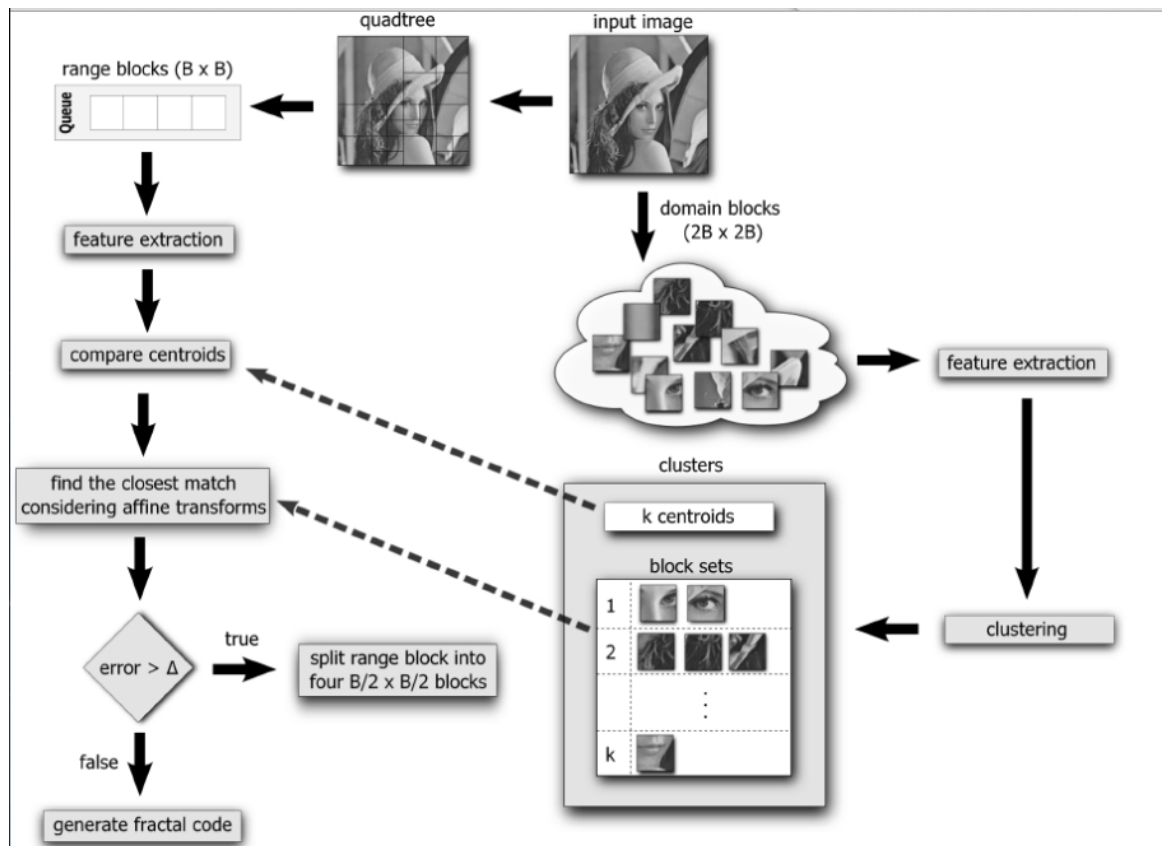 quadtree
input image
range blocks (B x B)
Queue
domain blocks
(2B x 2B)
feature extraction
feature extraction
compare centroids
clusters
find the closest match
considering affine transforms
k centroids
block sets
1
2
⋮
k
clustering
error > Δ
true
split range block into
four B/2 x B/2 blocks
false
generate fractal code